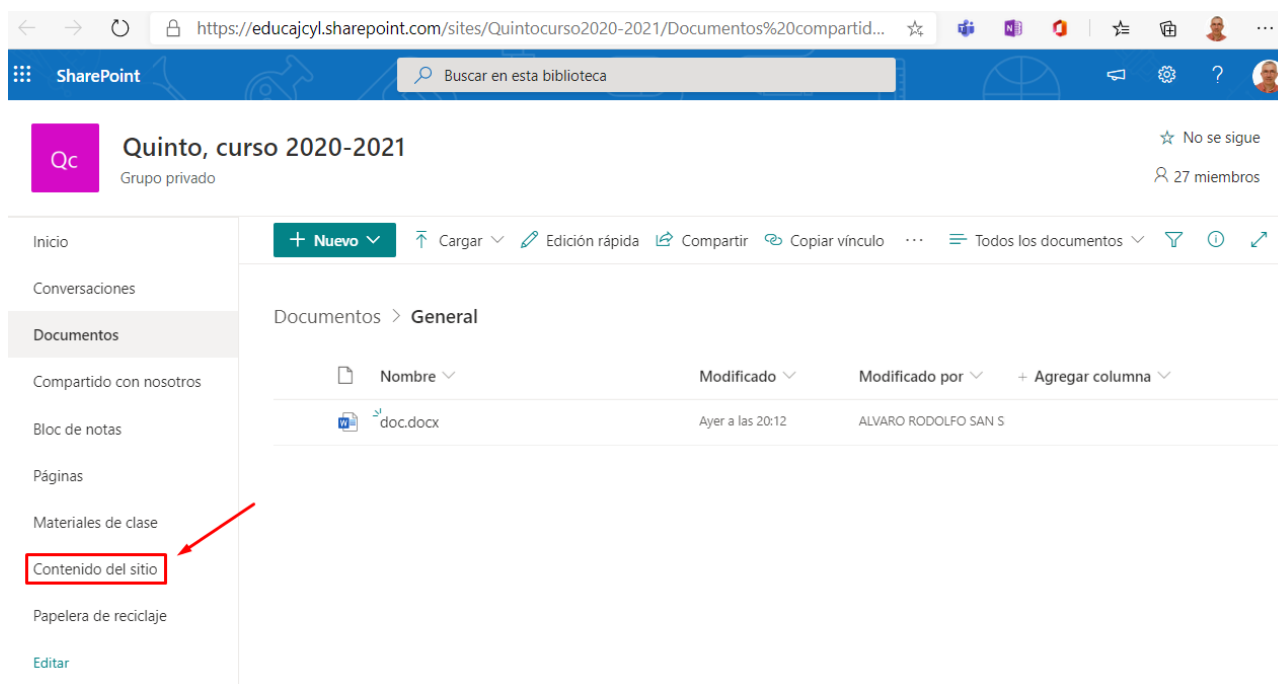 https://educajcyl.sharepoint.com/sites/Quintocurso2020-2021/Documentos%20compartid...
SharePoint
Buscar en esta biblioteca
Qc
Quinto, curso 2020-2021
Grupo privado
No se sigue
27 miembros
Inicio
Conversaciones
Documentos
Compartido con nosotros
Bloc de notas
Páginas
Materiales de clase
Contenido del sitio
Papelera de reciclaje
Editar
+ Nuevo Cargar Edición rápida Compartir Copiar vínculo ... Todos los documentos
Documentos > General
Nombre Modificado Modificado por + Agregar columna
doc.docx Ayer a las 20:12 ALVARO RODOLFO SAN S